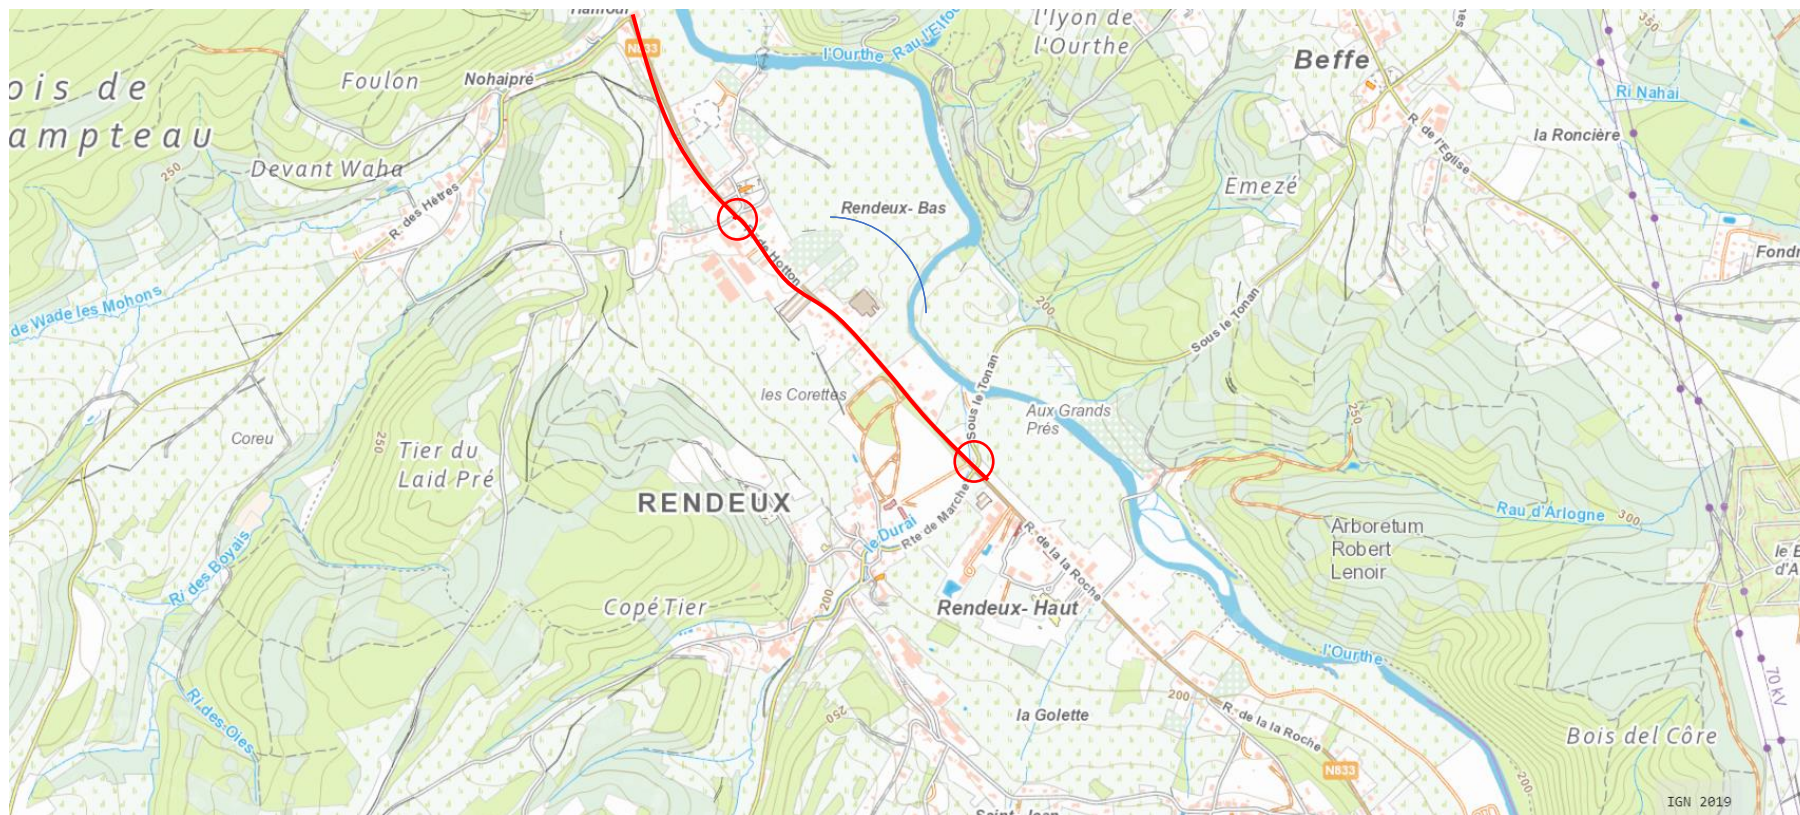 Hamoul
l'Ourthe
Rau l'Elfou
l'Iyon de
l'Ourthe
N833
Beffe
350
ois de
ampteau
Foulon
Nohaipré
Ri Nahai
la Roncière
R. de l'Eglise
250
Devant Waha
R. des Hêtres
Emezé
Rendeux- Bas
de Hotton
Fondr
de Wade les Mohons
200
Sous le Tonan
Sous le Tonan
les Corettes
Aux Grands
Prés
250
250
Coreu
Tier du
Laid Pré
RENDEUX
Rte de Marche
le Durai
Rau d'Arlogne
300
Arboretum
Robert
Lenoir
R. de la la Roche
le B
d'A
Ri des Boyais
Copé Tier
200
Rendeux- Haut
l'Ourthe
70 kV
200
Ri des Oies
250
la Golette
R. de la la Roche
Bois del Côre
N833
200
IGN 2019
Saint- Jean